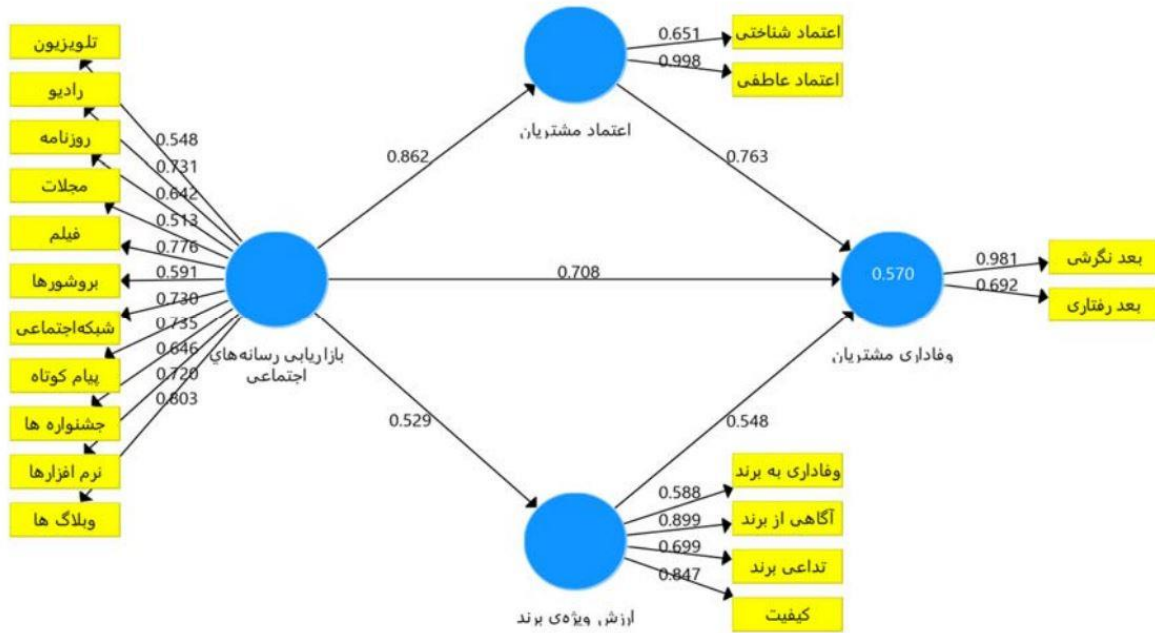 تلویزیون
رادیو
روزنامه
مجلات
فیلم
بروشورها
شبکه‌اجتماعی
پیام کوتاه
جشنواره ها
نرم افزارها
وبلاگ ها
0.548
0.731
0.642
0.513
0.776
0.591
0.730
0.735
0.646
0.720
0.803
بازاریابی رسانه‌هاي
اجتماعی
0.862
0.708
0.529
اعتماد مشتریان
0.651
0.998
اعتماد شناختی
اعتماد عاطفی
0.763
0.570
وفاداری مشتریان
0.981
0.692
بعد نگرشی
بعد رفتاری
0.548
ارزش ویژه‌ی برند
0.588
0.899
0.699
0.847
وفاداری به برند
آگاهی از برند
تداعی برند
کیفیت